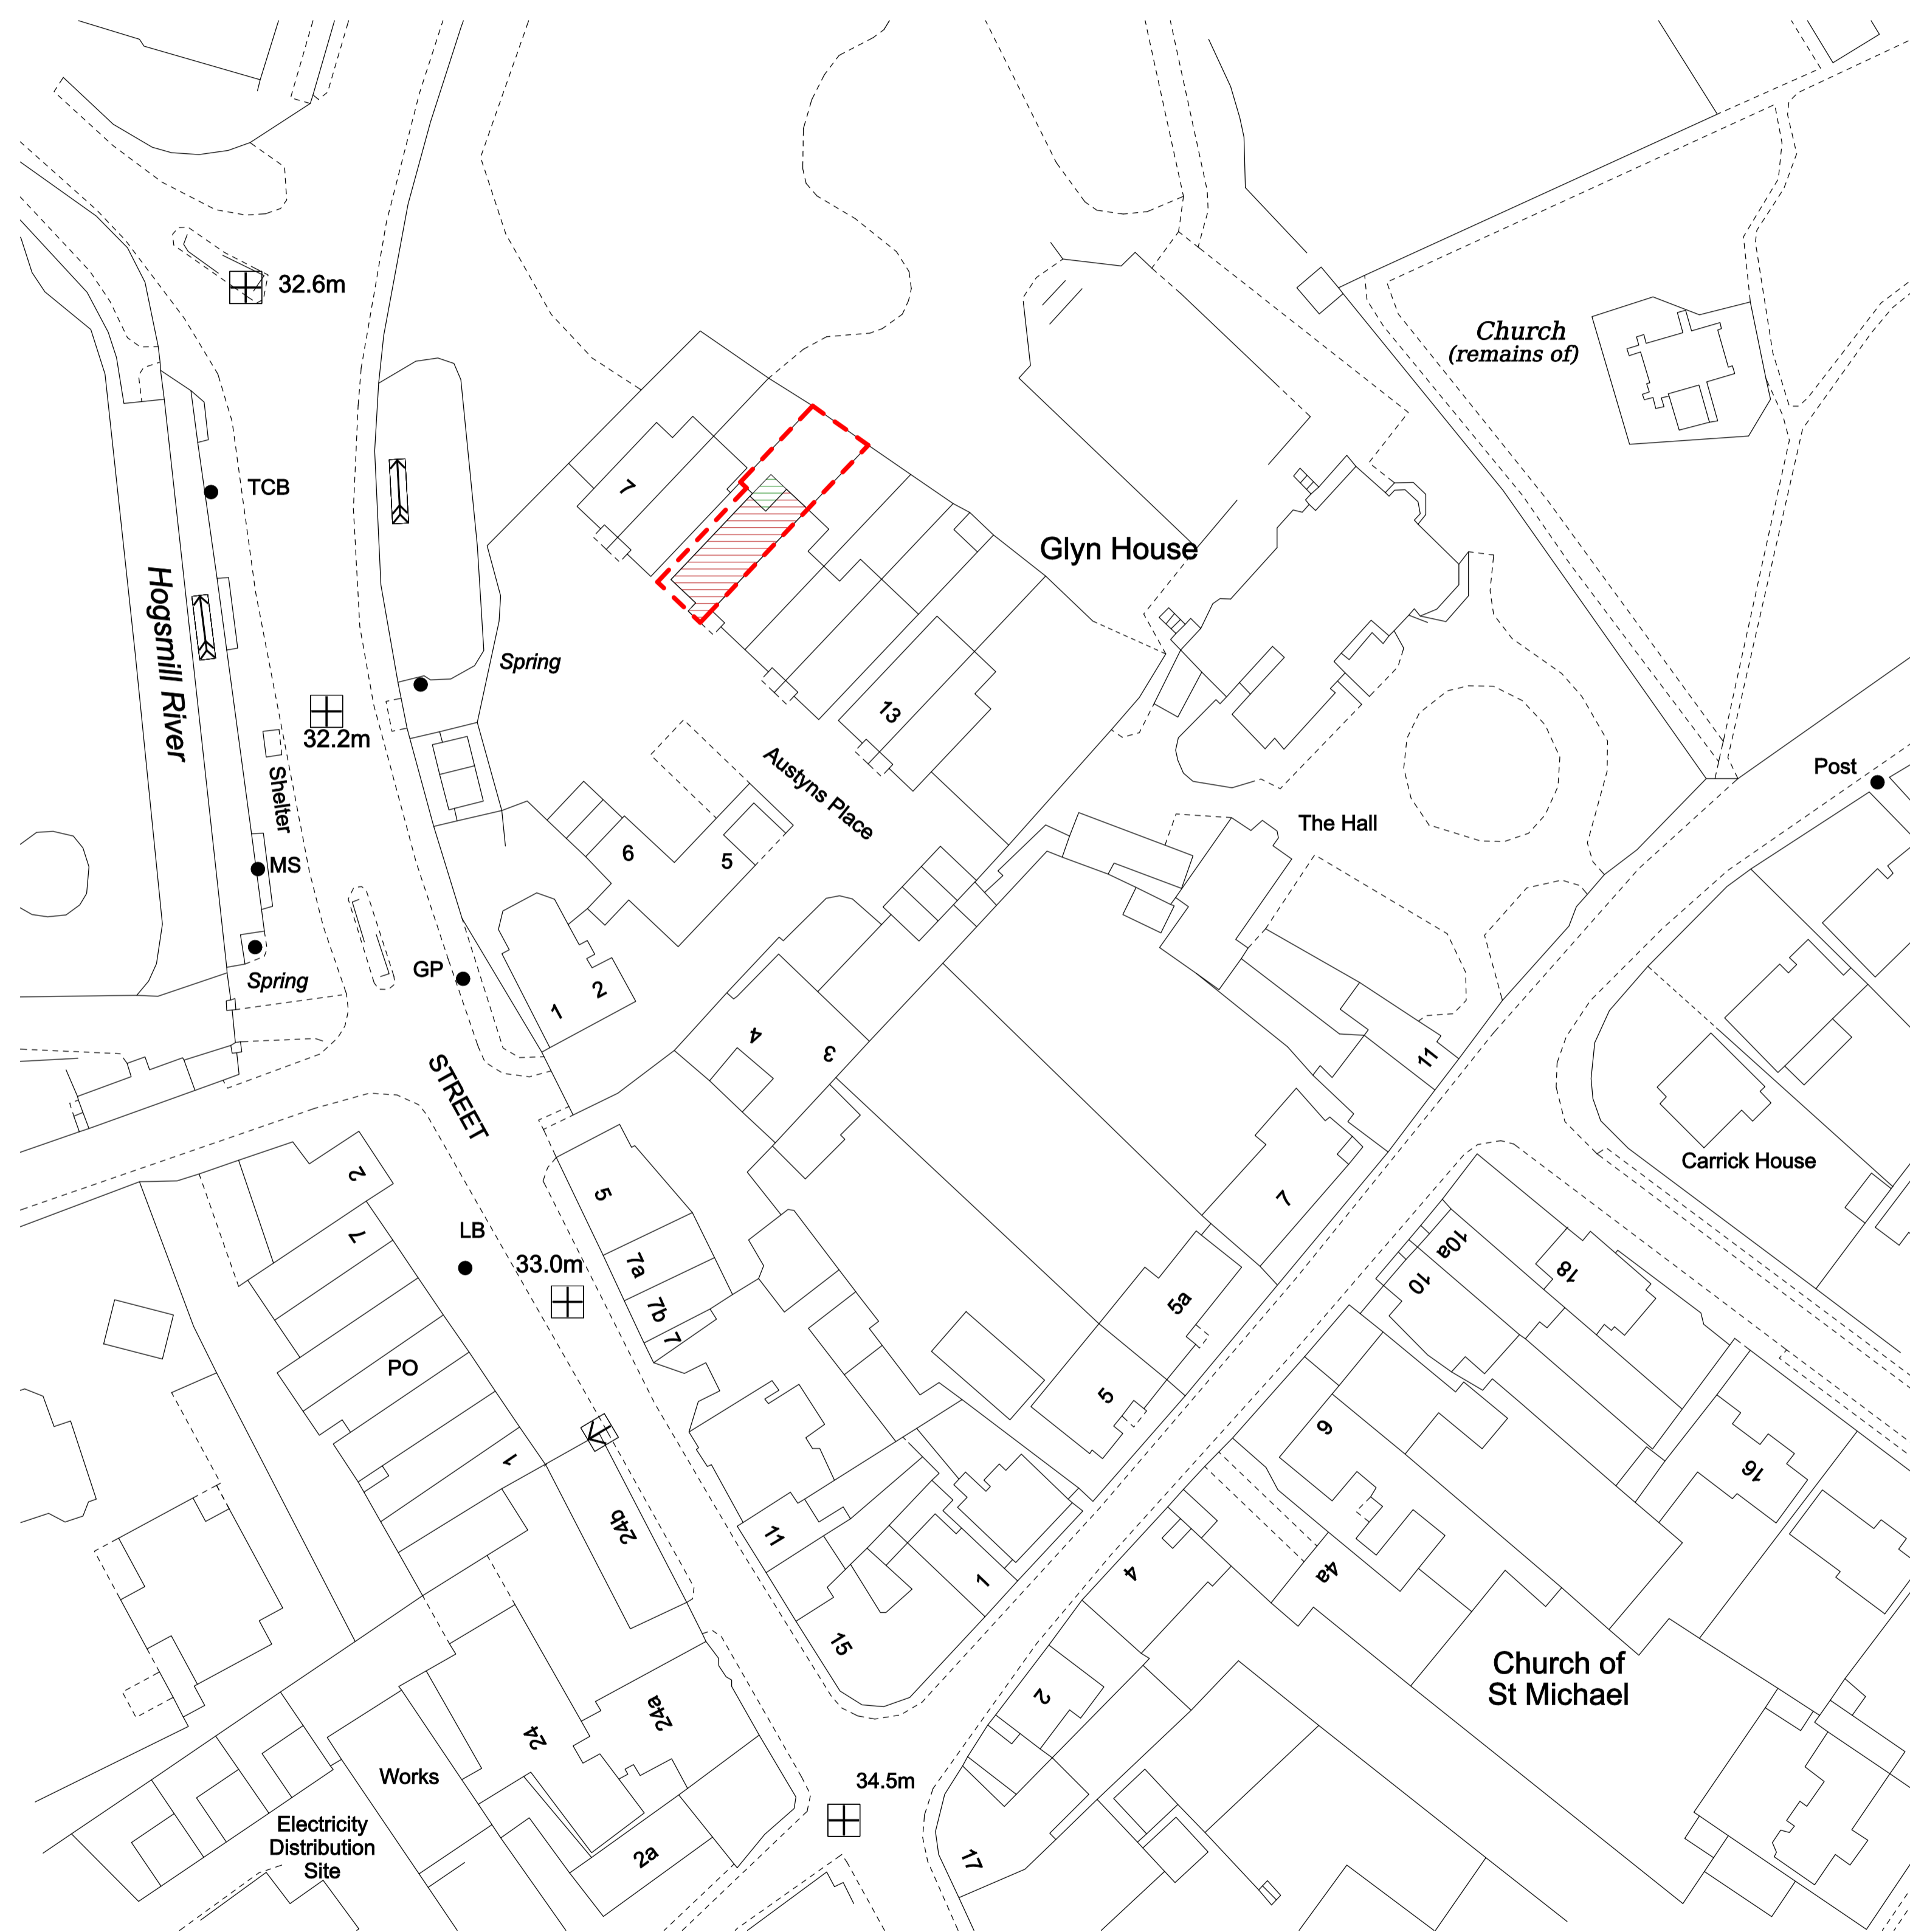 32.6m
Church
(remains of)
TCB
7
Glyn House
Hogsmill River
Spring
32.2m
13
Shelter
Austyns Place
Post
The Hall
6
5
MS
GP
Spring
1
2
4
3
11
STREET
Carrick House
2
5
7
7
LB
33.0m
7a
10a
18
10
7b
5a
7
PO
5
9
16
1
24b
11
1
4
4a
15
Church of
St Michael
2
24a
24
Works
34.5m
Electricity
Distribution
Site
2a
17